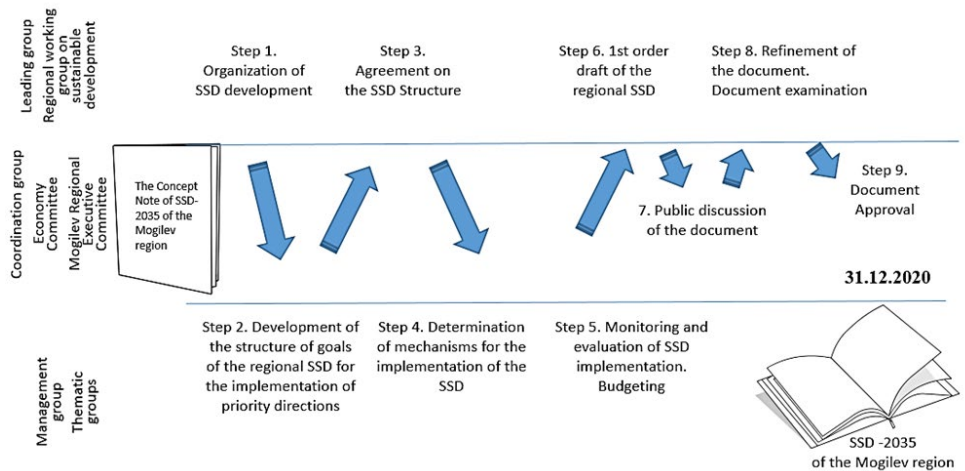 Leading group
Regional working
group on
sustainable
development
Step 1.
Organization of
SSD development
Step 3.
Agreement on
the SSD Structure
Step 6. 1st order
draft of the
regional SSD
Step 8. Refinement of
the document.
Document examination
Coordination group
Economy
Committee
Mogilev Regional
Executive
Committee
The Concept
Note of SSD-
2035 of the
Mogilev
region
7. Public discussion
of the document
Step 9.
Document
Approval
31.12.2020
Management
group
Thematic
groups
Step 2. Development of
the structure of goals
of the regional SSD for
the implementation of
priority directions
Step 4. Determination
of mechanisms for the
implementation of the
SSD
Step 5. Monitoring and
evaluation of SSD
implementation.
Budgeting
SSD -2035
of the Mogilev region